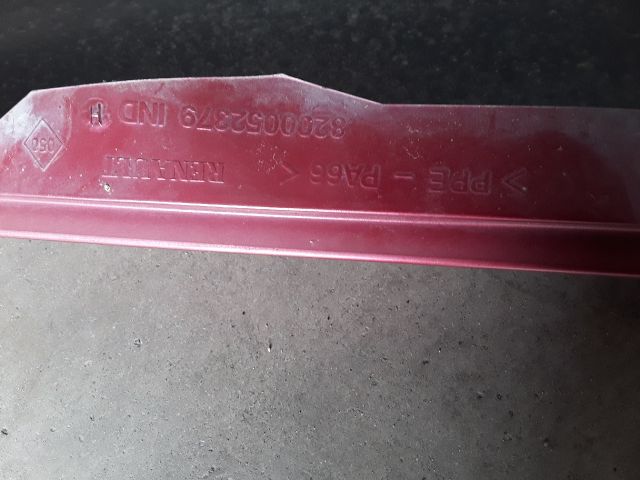 > PPE - PA66 < RENAULT
8200052379 IND H